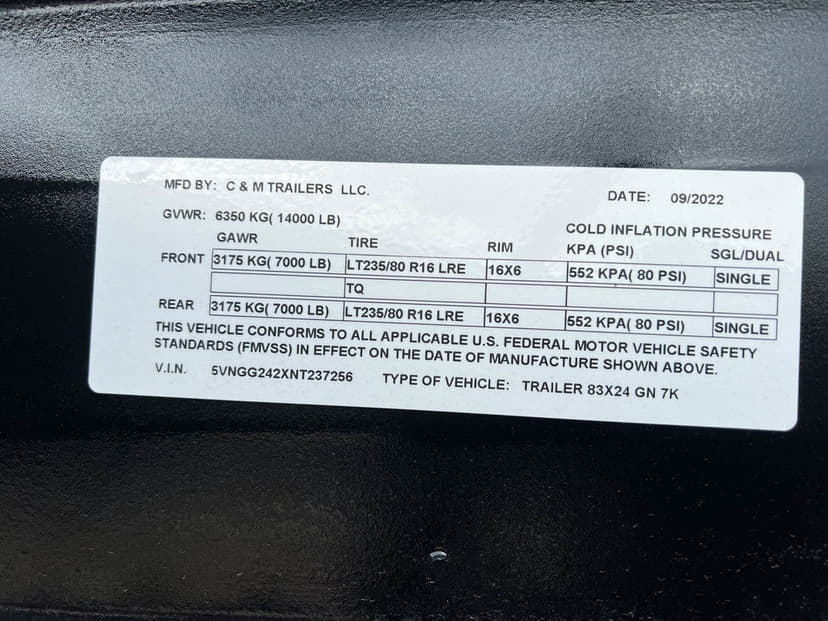 MFD BY: C & M TRAILERS LLC. DATE: 09/2022
GVWR: 6350 KG( 14000 LB)
COLD INFLATION PRESSURE
GAWR TIRE RIM KPA (PSI) SGL/DUAL
FRONT 3175 KG( 7000 LB) LT235/80 R16 LRE 16X6 552 KPA( 80 PSI) SINGLE
TQ
REAR 3175 KG( 7000 LB) LT235/80 R16 LRE 16X6 552 KPA( 80 PSI) SINGLE
THIS VEHICLE CONFORMS TO ALL APPLICABLE U.S. FEDERAL MOTOR VEHICLE SAFETY
STANDARDS (FMVSS) IN EFFECT ON THE DATE OF MANUFACTURE SHOWN ABOVE.
V.I.N. 5VNGG242XNT237256 TYPE OF VEHICLE: TRAILER 83X24 GN 7K